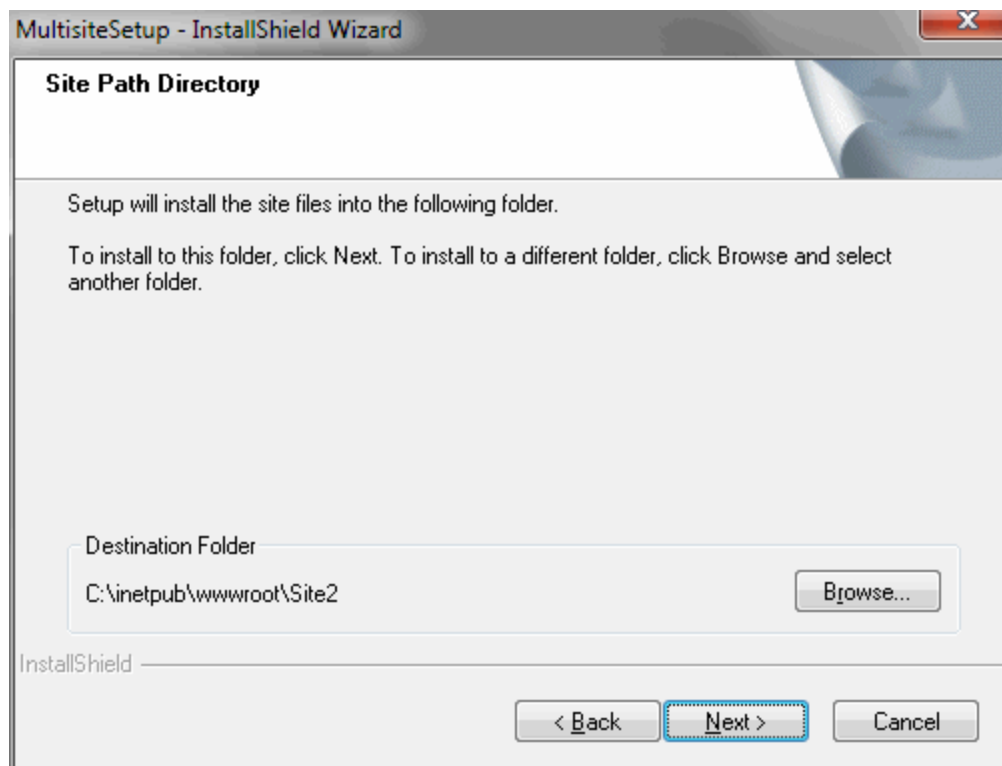 MultisiteSetup - InstallShield Wizard
Site Path Directory
Setup will install the site files into the following folder.
To install to this folder, click Next. To install to a different folder, click Browse and select
another folder.
Destination Folder
C:\inetpub\wwwroot\Site2
Browse...
InstallShield
< Back
Next >
Cancel